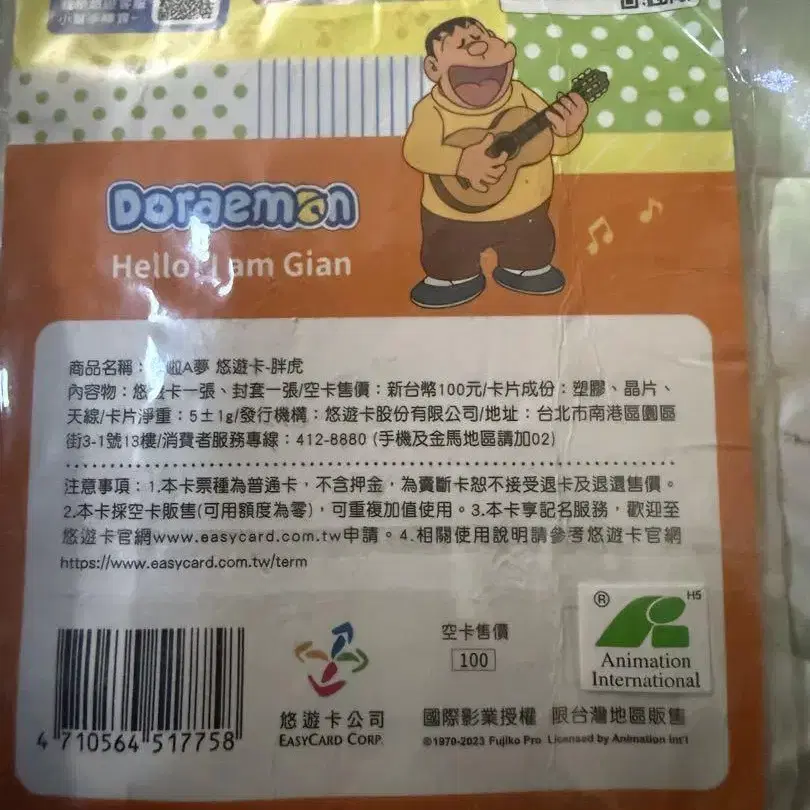 Doraemon
Hello! I am Gian
商品名稱：哆啦A夢 悠遊卡-胖虎
內容物：悠遊卡一張、封套一張/空卡售價：新台幣100元/卡片成份：塑膠、晶片、
天線/卡片淨重：5±1g/發行機構：悠遊卡股份有限公司/地址：台北市南港區園區
街3-1號13樓/消費者服務專線：412-8880 (手機及金馬地區請加02)
注意事項：1.本卡票種為普通卡，不含押金，為賣斷卡恕不接受退卡及退還售價。
2.本卡採空卡販售(可用額度為零)，可重複加值使用。3.本卡享記名服務，歡迎至
悠遊卡官網www.easycard.com.tw申請。4.相關使用說明請參考悠遊卡官網
https://www.easycard.com.tw/term
空卡售價
100
® H5
Animation
International
悠遊卡公司
EASYCARD CORP.
國際影業授權 限台灣地區販售
©1970-2023 Fujiko Pro Licensed by Animation Int'l
4 710564 517758